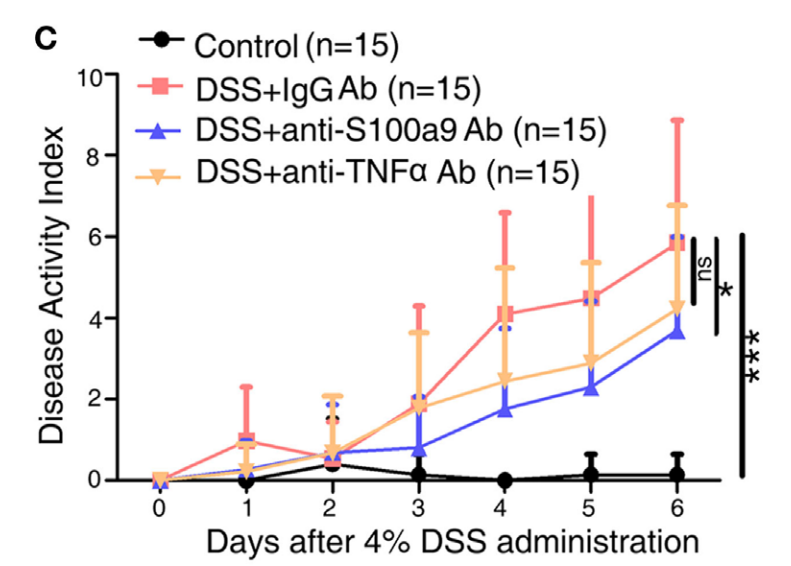 C
Control (n=15)
DSS+IgG Ab (n=15)
DSS+anti-S100a9 Ab (n=15)
DSS+anti-TNFα Ab (n=15)
Disease Activity Index
10
8
6
4
2
0
ns
*
***
0 1 2 3 4 5 6
Days after 4% DSS administration